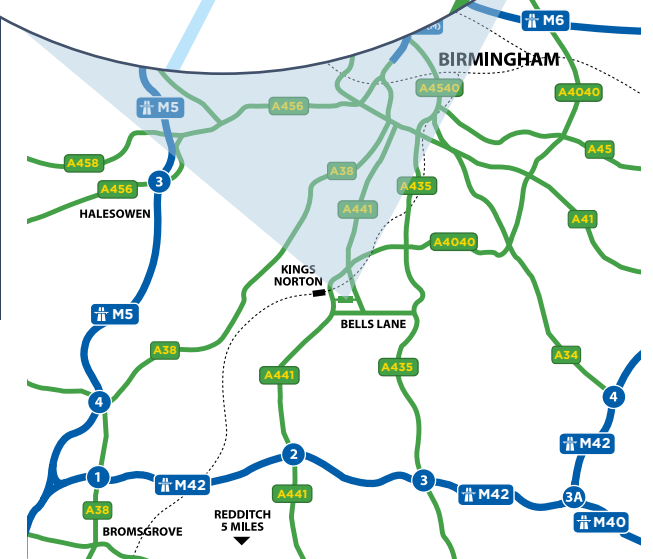 (M)
M6
BIRMINGHAM
A4540
A4040
M5
A456
A45
A458
A38
A456
3
A435
HALESOWEN
A441
A41
A4040
KINGS
NORTON
M5
BELLS LANE
A38
A34
A441
A435
4
4
M42
2
1
M42
3
M42
3A
A441
A38
REDDITCH
5 MILES
M40
BROMSGROVE